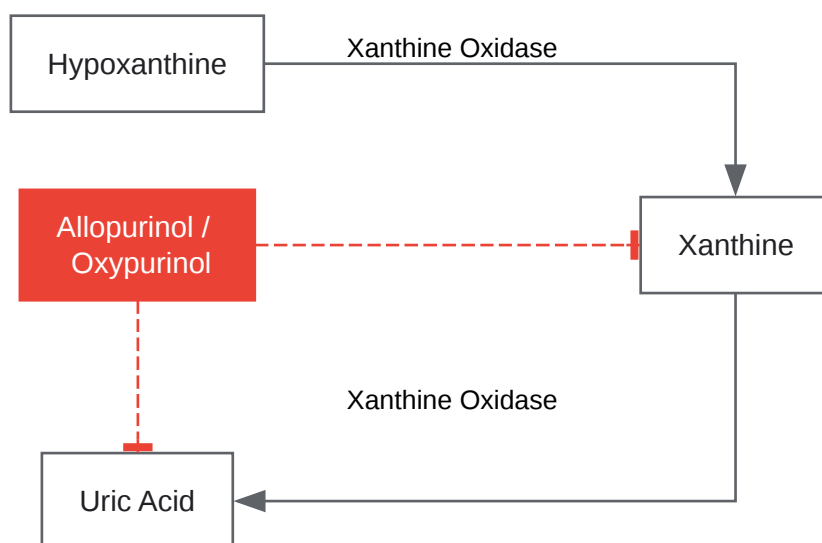 Hypoxanthine
Xanthine Oxidase
Allopurinol /
Oxypurinol
Xanthine
Xanthine Oxidase
Uric Acid